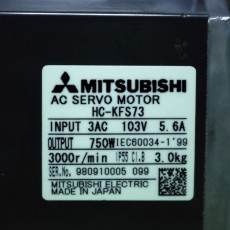 MITSUBISHI
AC SERVO MOTOR
HC-KFS73
INPUT 3AC 103V 5.6A
OUTPUT 750W IEC60034-1'99
3000r/min IP55 Cl.B 3.0kg
SER.No. 980910005 099
MITSUBISHI ELECTRIC
MADE IN JAPAN